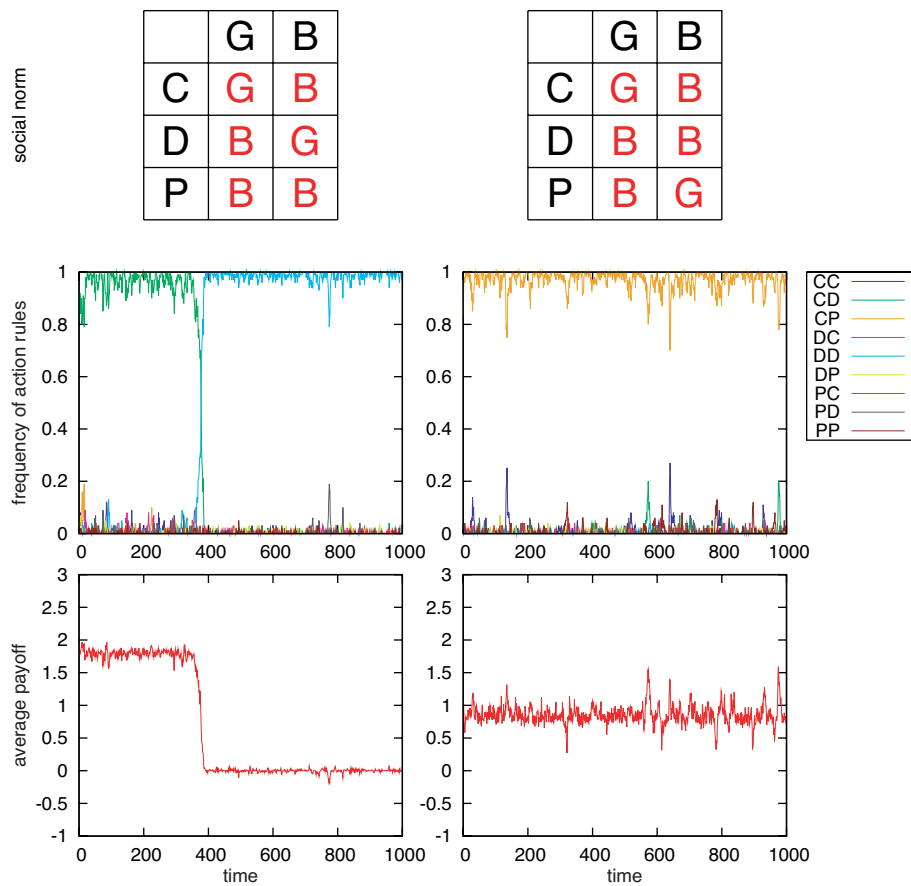 social norm
G B
C G B
D B G
P B B
G B
C G B
D B B
P B G
frequency of action rules
1
0.8
0.6
0.4
0.2
0
0 200 400 600 800 1000
1
0.8
0.6
0.4
0.2
0
0 200 400 600 800 1000
CC
CD
CP
DC
DD
DP
PC
PD
PP
average payoff
3
2.5
2
1.5
1
0.5
0
-0.5
-1
0 200 400 600 800 1000
time
3
2.5
2
1.5
1
0.5
0
-0.5
-1
0 200 400 600 800 1000
time